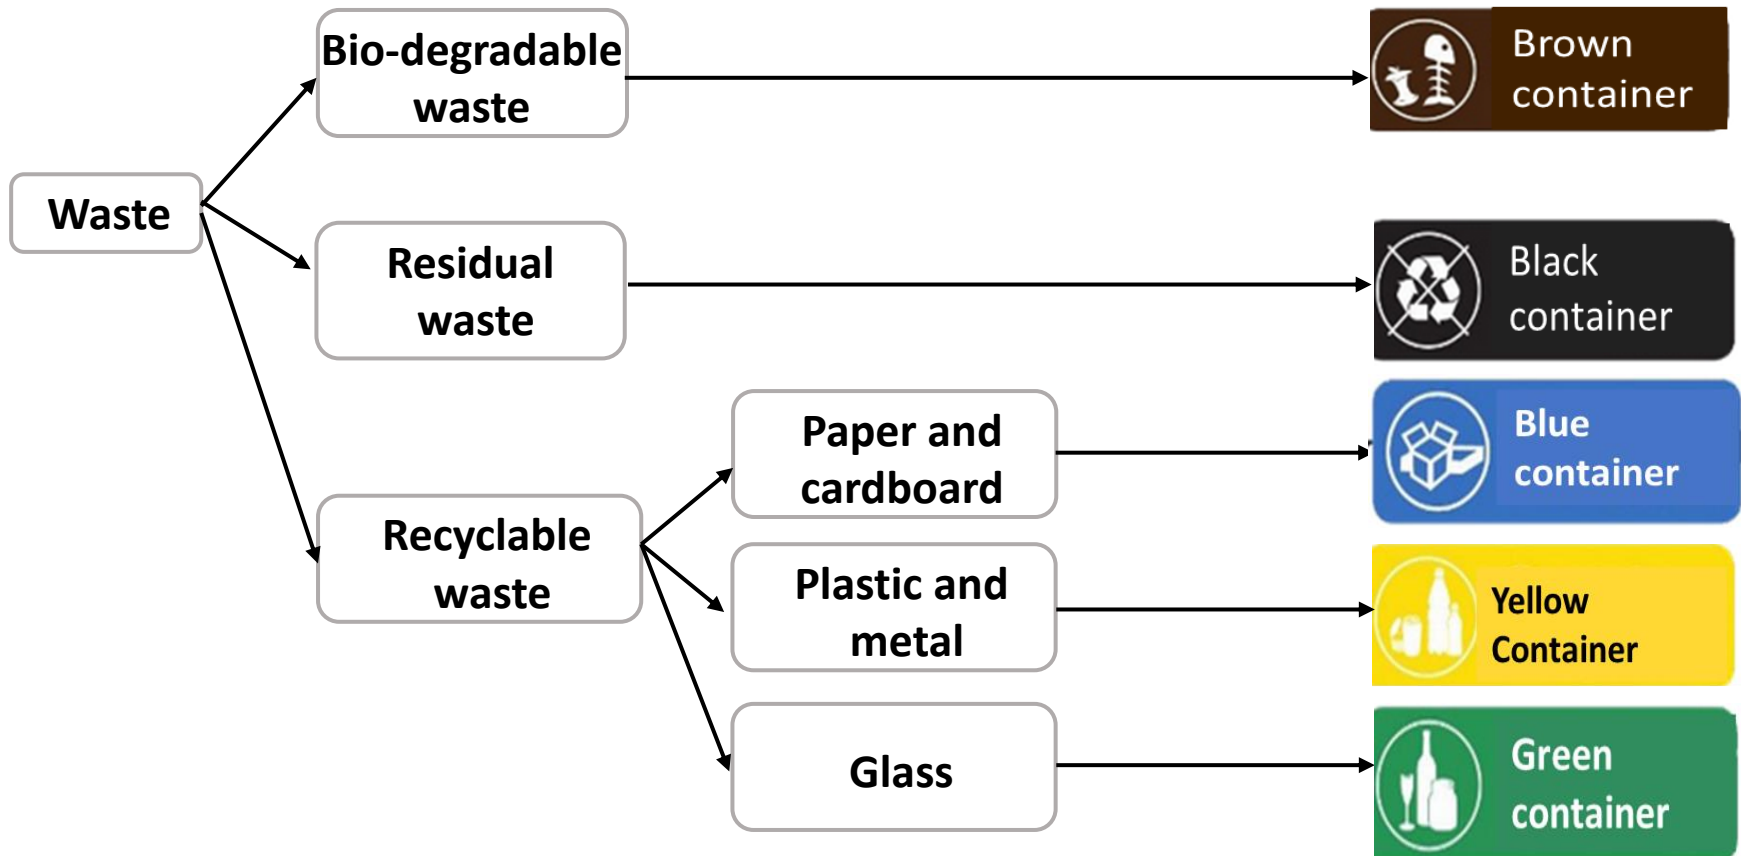 Bio-degradable
waste
Brown
container
Waste
Residual
waste
Black
container
Paper and
cardboard
Blue
container
Recyclable
waste
Plastic and
metal
Yellow
Container
Glass
Green
container